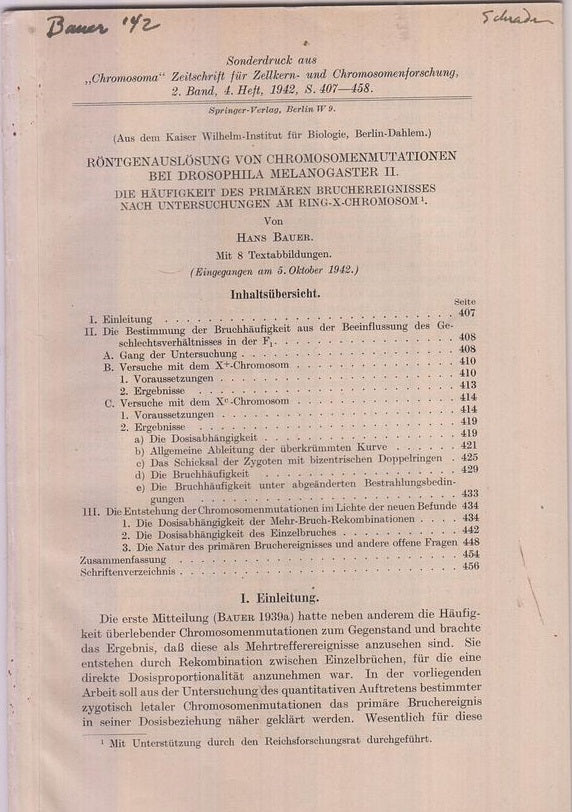 Bauer '42
Schrader
Sonderdruck aus
„Chromosoma“ Zeitschrift für Zellkern- und Chromosomenforschung,
2. Band, 4. Heft, 1942, S. 407—458.
Springer-Verlag, Berlin W 9.
(Aus dem Kaiser Wilhelm-Institut für Biologie, Berlin-Dahlem.)
RÖNTGENAUSLÖSUNG VON CHROMOSOMENMUTATIONEN
BEI DROSOPHILA MELANOGASTER II.
DIE HÄUFIGKEIT DES PRIMÄREN BRUCHEREIGNISSES
NACH UNTERSUCHUNGEN AM RING-X-CHROMOSOM¹.
Von
HANS BAUER.
Mit 8 Textabbildungen.
(Eingegangen am 5. Oktober 1942.)
Inhaltsübersicht.
Seite
I. Einleitung . . . . . . . . . . . . . . . . . . . . 407
II. Die Bestimmung der Bruchhäufigkeit aus der Beeinflussung des Ge-
schlechtsverhältnisses in der F₁. . . . . . . . . . . . . 408
A. Gang der Untersuchung . . . . . . . . . . . . . . . 408
B. Versuche mit dem X⁺-Chromosom . . . . . . . . . . . . 410
1. Voraussetzungen . . . . . . . . . . . . . . . . . 410
2. Ergebnisse . . . . . . . . . . . . . . . . . . . 413
C. Versuche mit dem Xᶜ-Chromosom . . . . . . . . . . . . 414
1. Voraussetzungen . . . . . . . . . . . . . . . . . 414
2. Ergebnisse . . . . . . . . . . . . . . . . . . . 419
a) Die Dosisabhängigkeit . . . . . . . . . . . . . . 419
b) Allgemeine Ableitung der überkrümmten Kurve . . . . . . 421
c) Das Schicksal der Zygoten mit bizentrischen Doppelringen . 425
d) Die Bruchhäufigkeit . . . . . . . . . . . . . . . 429
e) Die Bruchhäufigkeit unter abgeänderten Bestrahlungsbedin-
gungen . . . . . . . . . . . . . . . . . . . . 433
III. Die Entstehung der Chromosomenmutationen im Lichte der neuen Befunde 434
1. Die Dosisabhängigkeit der Mehr-Bruch-Rekombinationen . . . . 434
2. Die Dosisabhängigkeit des Einzelbruches . . . . . . . . . 442
3. Die Natur des primären Bruchereignisses und andere offene Fragen 448
Zusammenfassung . . . . . . . . . . . . . . . . . . . 454
Schriftenverzeichnis . . . . . . . . . . . . . . . . . . 456
I. Einleitung.
Die erste Mitteilung (BAUER 1939a) hatte neben anderem die Häufig-
keit überlebender Chromosomenmutationen zum Gegenstand und brachte
das Ergebnis, daß diese als Mehrtrefferereignisse anzusehen sind. Sie
entstehen durch Rekombination zwischen Einzelbrüchen, für die eine
direkte Dosisproportionalität anzunehmen war. In der vorliegenden
Arbeit soll aus der Untersuchung des quantitativen Auftretens bestimmter
zygotisch letaler Chromosomenmutationen das primäre Bruchereignis
in seiner Dosisbeziehung näher geklärt werden. Wesentlich für diese
¹ Mit Unterstützung durch den Reichsforschungsrat durchgeführt.